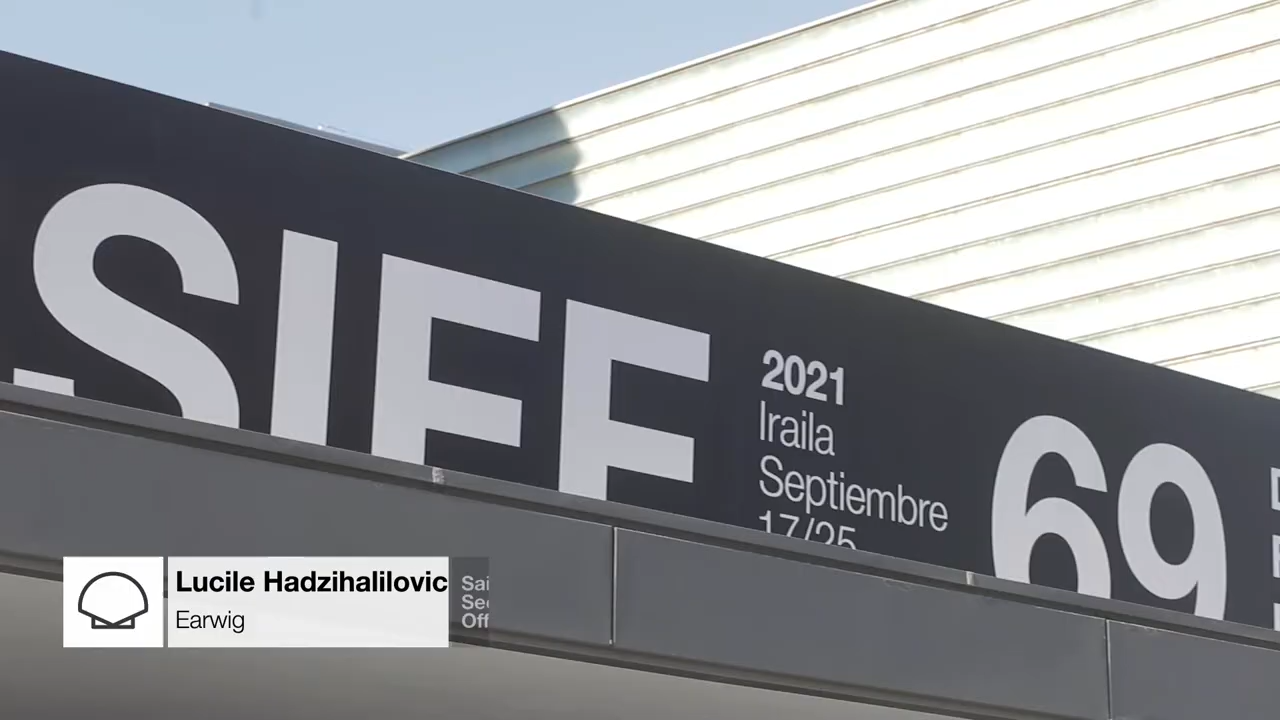 SIFF
2021
Iraila
Septiembre
17/25
69
Lucile Hadzihalilovic
Earwig